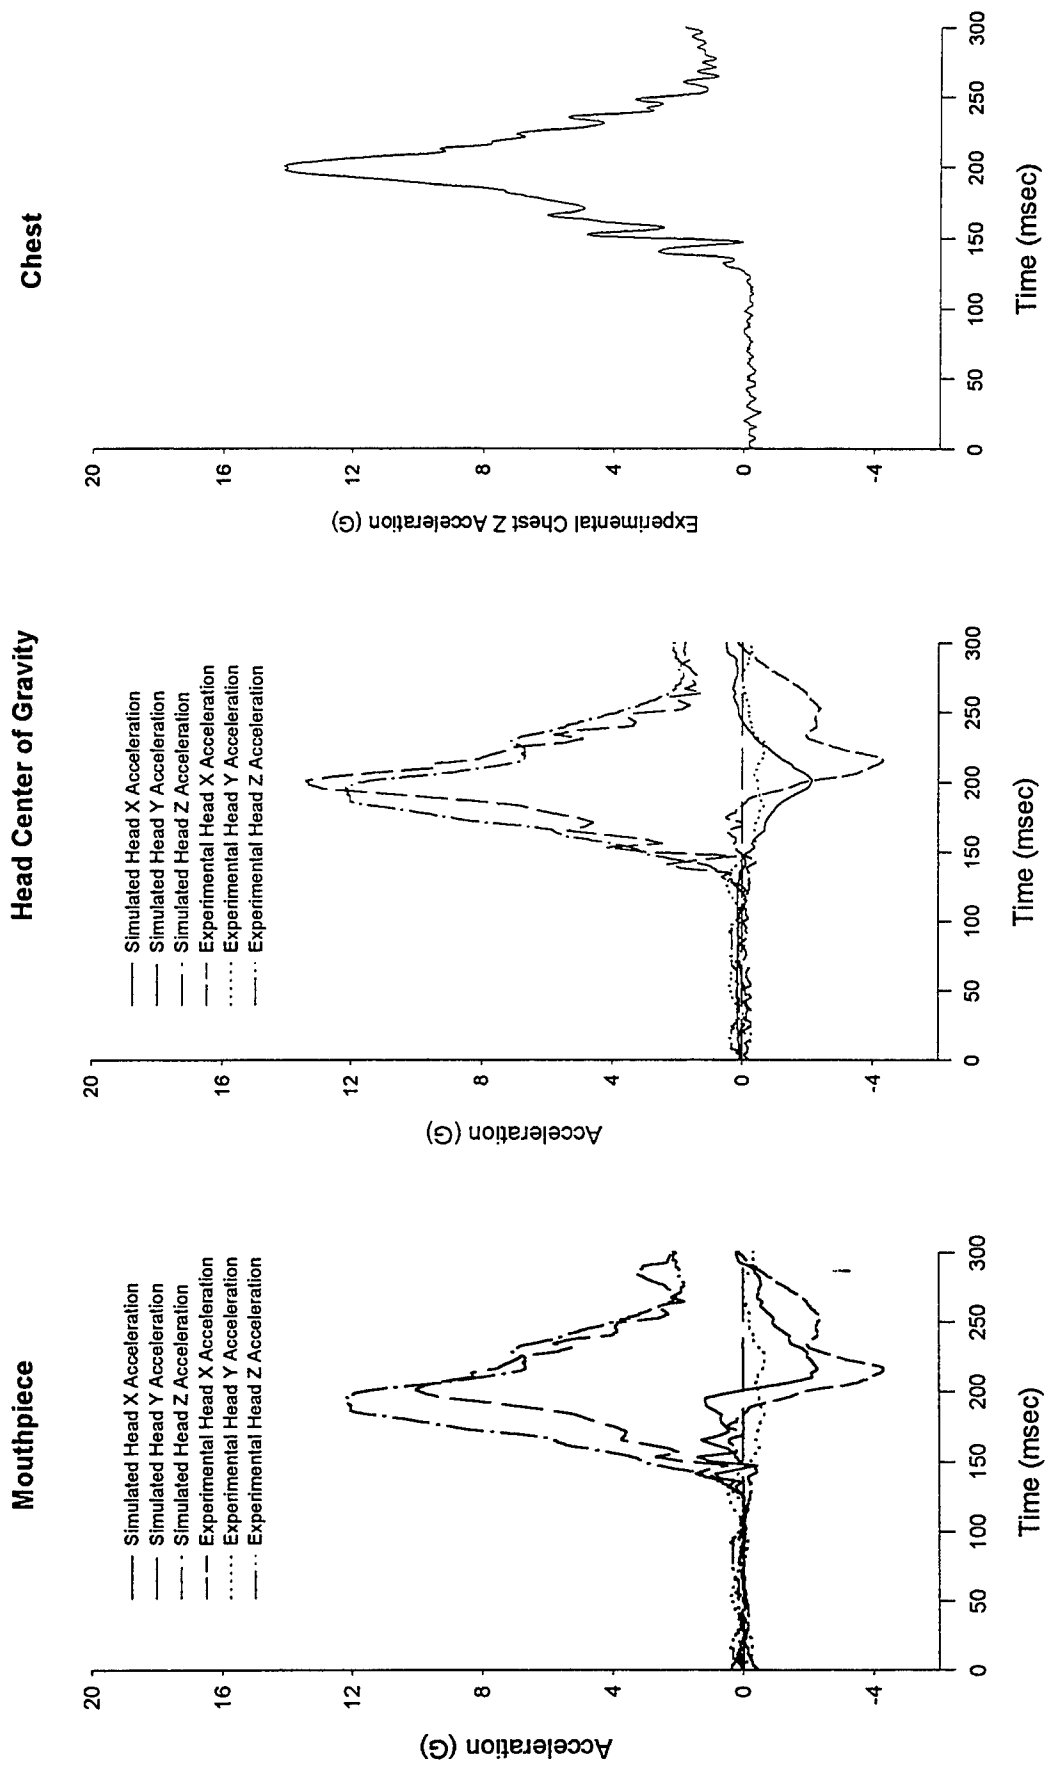 Mouthpiece
Simulated Head X Acceleration
Simulated Head Y Acceleration
Simulated Head Z Acceleration
Experimental Head X Acceleration
Experimental Head Y Acceleration
Experimental Head Z Acceleration
Acceleration (G)
20
16
12
8
4
0
-4
0 50 100 150 200 250 300
Time (msec)
Head Center of Gravity
Simulated Head X Acceleration
Simulated Head Y Acceleration
Simulated Head Z Acceleration
Experimental Head X Acceleration
Experimental Head Y Acceleration
Experimental Head Z Acceleration
Acceleration (G)
20
16
12
8
4
0
-4
0 50 100 150 200 250 300
Time (msec)
Chest
Experimental Chest Z Acceleration (G)
20
16
12
8
4
0
-4
0 50 100 150 200 250 300
Time (msec)